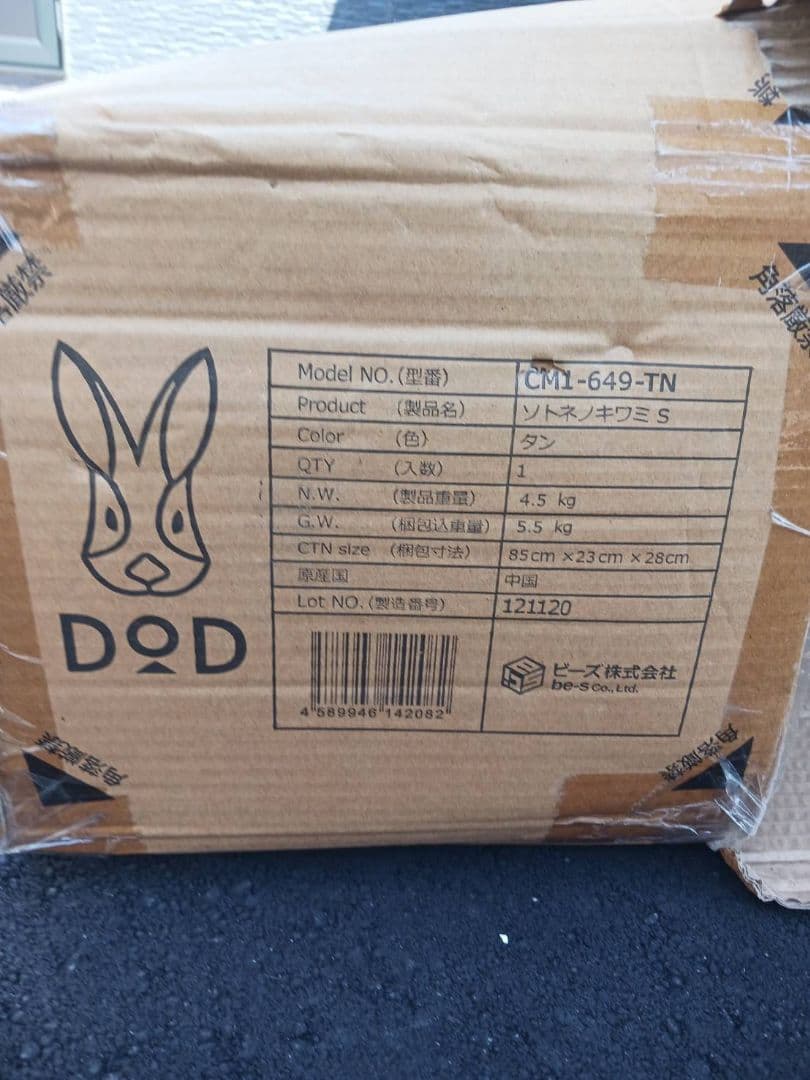 禁
角落厳禁
落厳禁
Model NO.(型番) CM1-649-TN
Product (製品名) ソトネノキワミ S
Color (色) タン
QTY (入数) 1
N.W. (製品重量) 4.5 kg
G.W. (梱包込重量) 5.5 kg
CTN size (梱包寸法) 85cm ×23cm ×28cm
原産国 中国
Lot NO.(製造番号) 121120
DOD
4 589946 142082
ビーズ株式会社
be-s Co., Ltd.
角落厳禁
角落厳禁